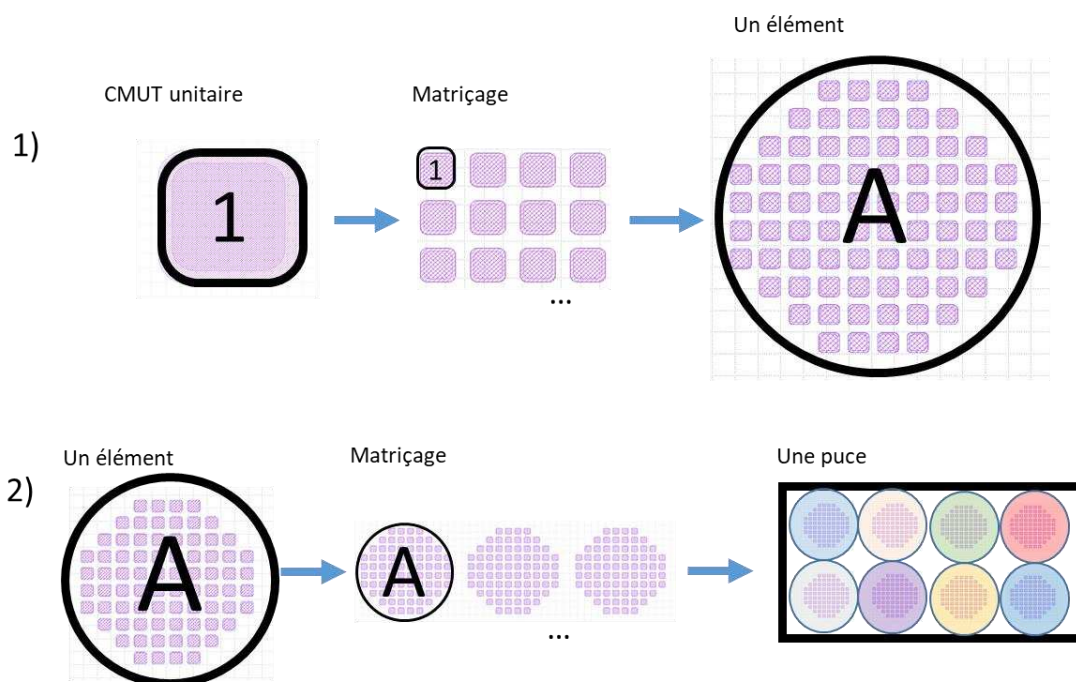 Un élément
CMUT unitaire
Matriçage
1)
1
1
A
...
Un élément
Matriçage
Une puce
2)
A
A
...